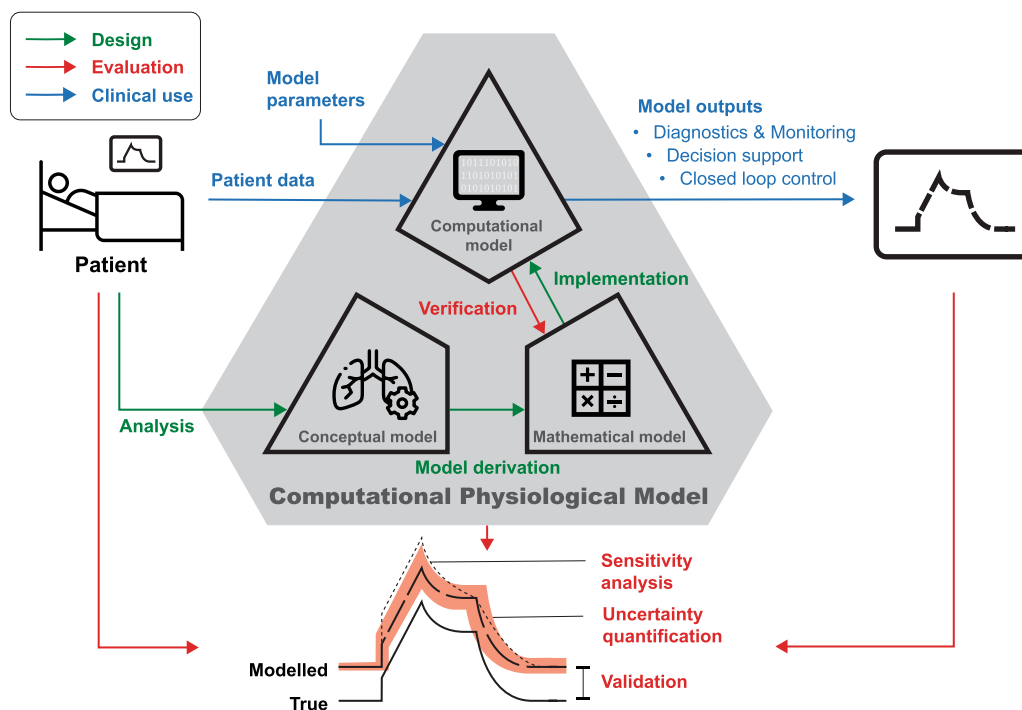 Design
Evaluation
Clinical use
Model
parameters
Model outputs
• Diagnostics & Monitoring
• Decision support
• Closed loop control
Patient data
1011101010
1101010101
0101010101
Computational
model
Patient
Implementation
Verification
Analysis
Conceptual model
+ −
× ÷
Mathematical model
Model derivation
Computational Physiological Model
Sensitivity
analysis
Uncertainty
quantification
Modelled
Validation
True